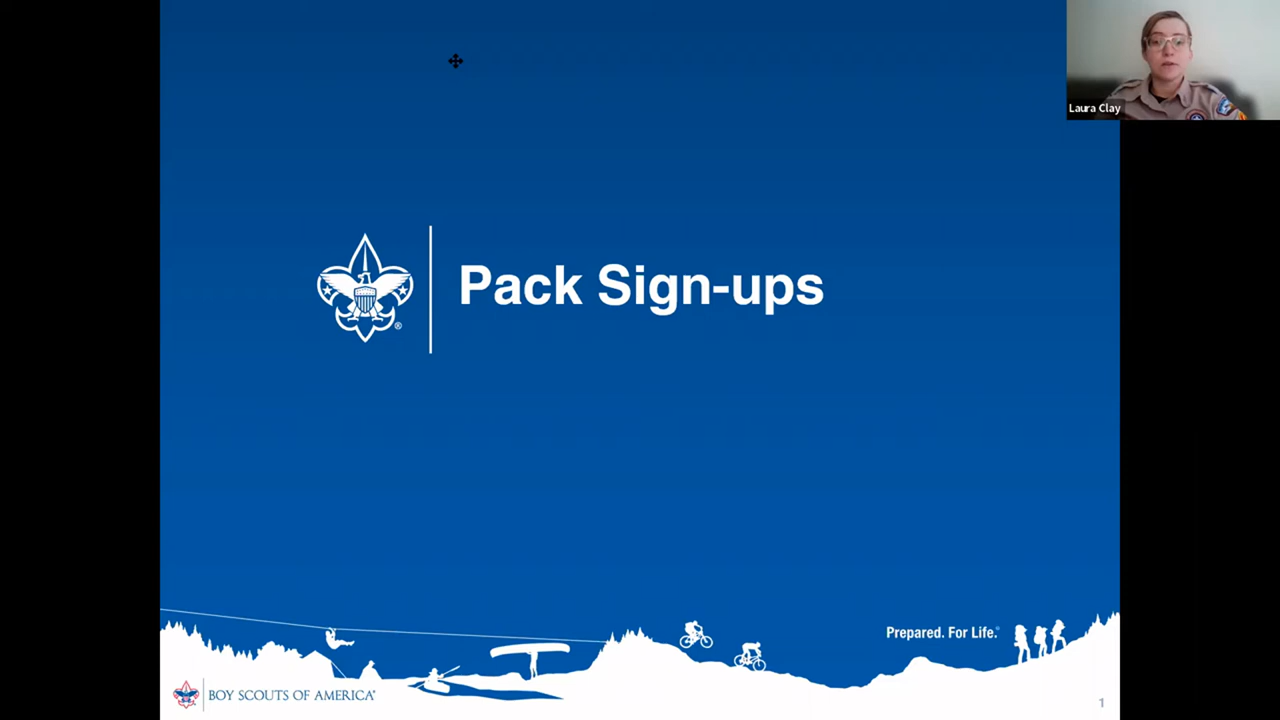 Laura Clay
Pack Sign-ups
®
Prepared. For Life.®
BOY SCOUTS OF AMERICA®
1